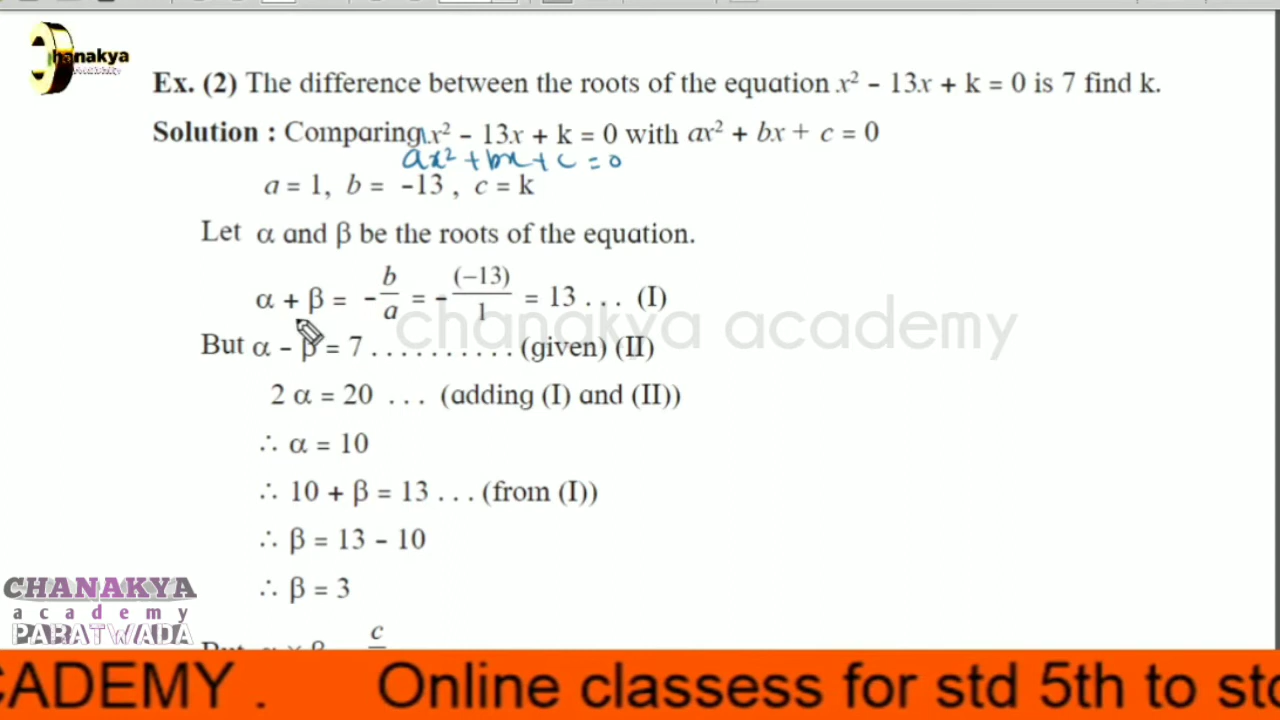 hanakya
Ex. (2) The difference between the roots of the equation x² - 13x + k = 0 is 7 find k.
Solution : Comparing x² - 13x + k = 0 with ax² + bx + c = 0
ax² + bx + c = 0
a = 1, b = -13 , c = k
Let α and β be the roots of the equation.
α + β = - b/a = - (-13)/1 = 13 . . . (I)
chanakya academy
But α - β = 7 . . . . . . . . . . (given) (II)
2 α = 20 . . . (adding (I) and (II))
∴ α = 10
∴ 10 + β = 13 . . . (from (I))
∴ β = 13 - 10
∴ β = 3
CHANAKYA
academy
PARATWADA
c
CADEMY . Online classess for std 5th to std